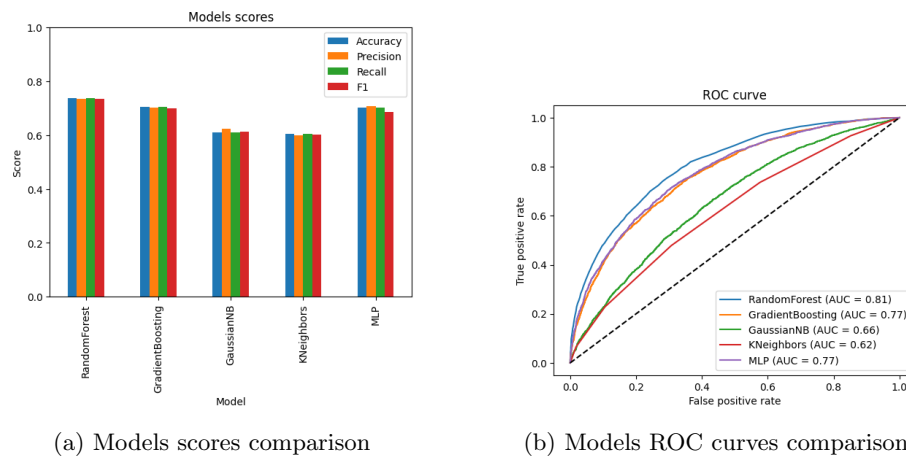 Models scores
1.0
0.8
0.6
0.4
0.2
0.0
Score
Accuracy
Precision
Recall
F1
RandomForest
GradientBoosting
GaussianNB
KNeighbors
MLP
Model
(a) Models scores comparison
ROC curve
1.0
0.8
0.6
0.4
0.2
0.0
True positive rate
RandomForest (AUC = 0.81)
GradientBoosting (AUC = 0.77)
GaussianNB (AUC = 0.66)
KNeighbors (AUC = 0.62)
MLP (AUC = 0.77)
0.0 0.2 0.4 0.6 0.8 1.0
False positive rate
(b) Models ROC curves comparison